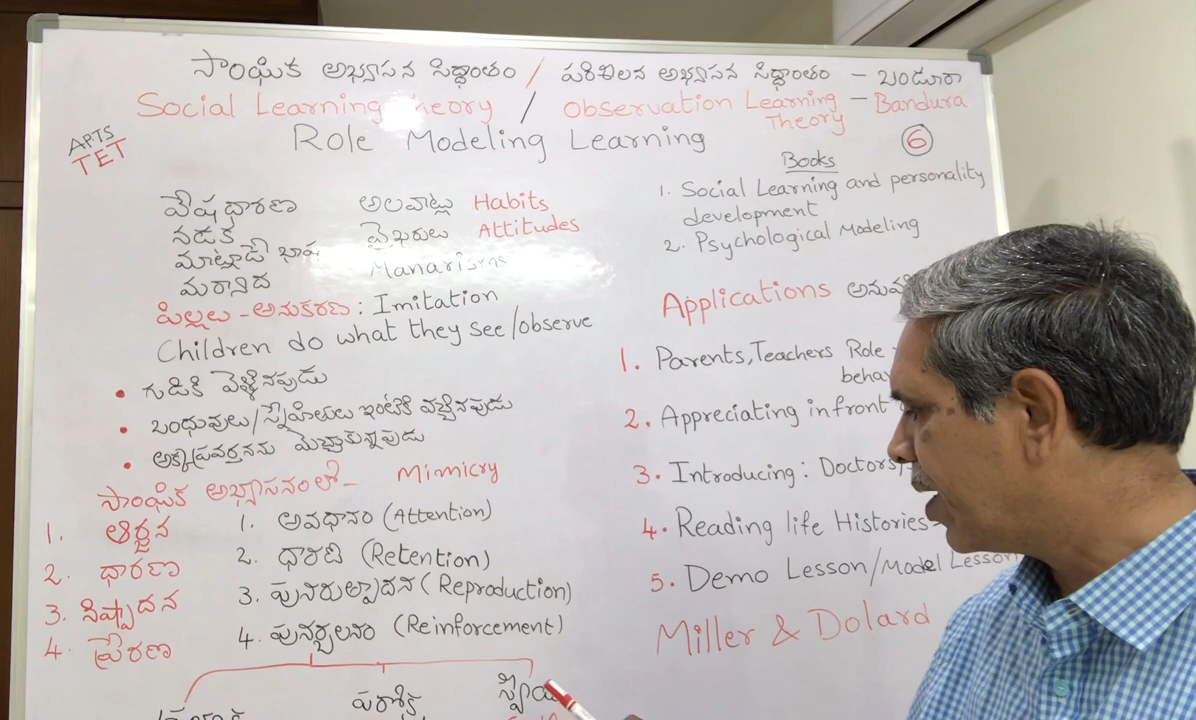 సాంఘిక అభ్యసన సిద్ధాంతం / పరిశీలన అభ్యసన సిద్ధాంతం – బండూరా
Social Learning Theory / Observation Learning Theory – Bandura
APTS
TET
Role Modeling Learning
6
Books
1. Social Learning and personality
development
2. Psychological Modeling
వేషధారణ అలవాట్లు Habits
నడక వైఖరులు Attitudes
మాట్లాడే భాష Manarisms
మరొనిద
పిల్లలు – అనుకరణ : Imitation
Children do what they see/observe
• గుడికి వెళ్లినపుడు
• బంధువులు/స్నేహితులు ఇంటికి వచ్చినపుడు
• అక్క ప్రవర్తనను మెచ్చుకున్నపుడు
సాంఘిక అభ్యాసనంలో – Mimicry
1. ఆర్జన
2. ధారణ
3. నిష్పాదన
4. ప్రేరణ
1. అవధానం (Attention)
2. ధారణ (Retention)
3. పునరుత్పాదన (Reproduction)
4. పునర్బలనం (Reinforcement)
పరోక్ష
Applications
1. Parents, Teachers Role
2. Appreciating in front
3. Introducing: Doctors,
4. Reading life Histories–
5. Demo Lesson/Model Lesson
Miller & Dolard